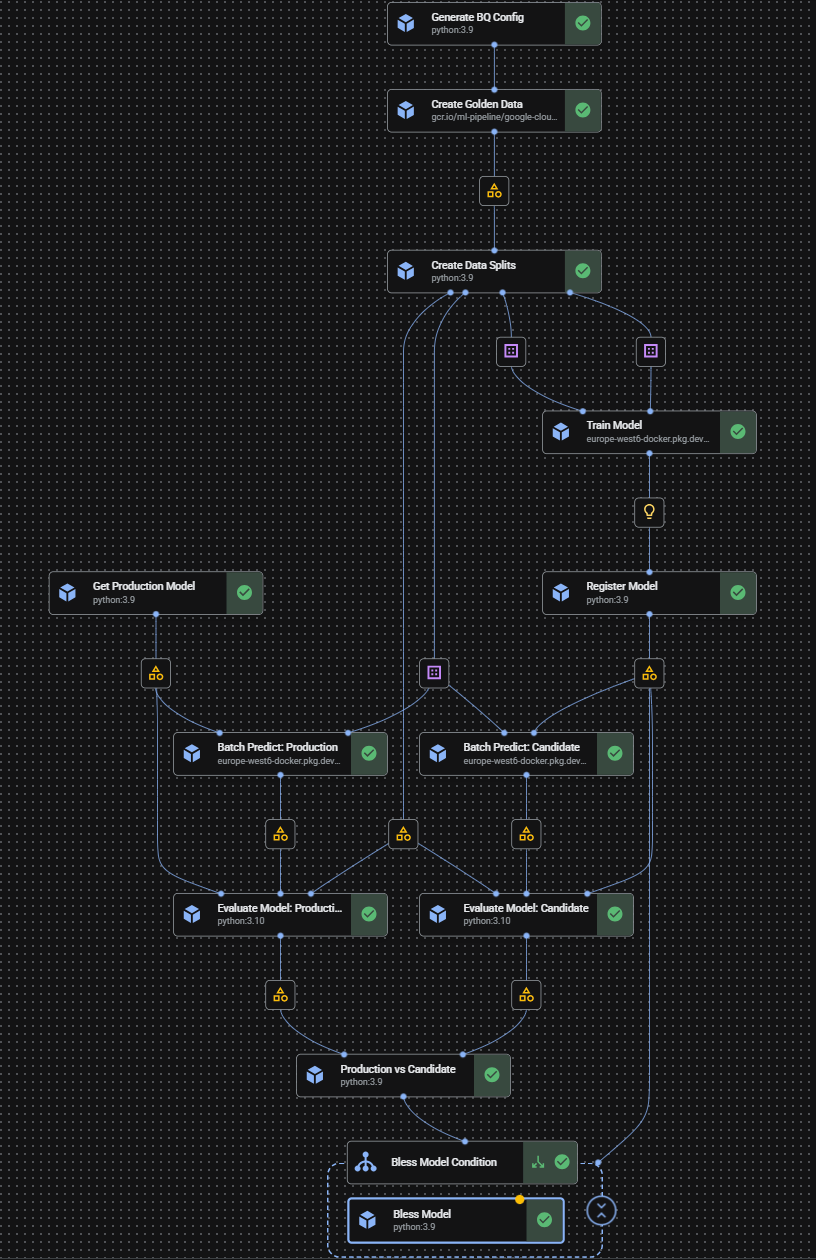 Generate BQ Config
python:3.9
Create Golden Data
gcr.io/ml-pipeline/google-clou...
Create Data Splits
python:3.9
Train Model
europe-west6-docker.pkg.dev...
Get Production Model
python:3.9
Register Model
python:3.9
Batch Predict: Production
europe-west6-docker.pkg.dev...
Batch Predict: Candidate
europe-west6-docker.pkg.dev...
Evaluate Model: Producti...
python:3.10
Evaluate Model: Candidate
python:3.10
Production vs Candidate
python:3.9
Bless Model Condition
Bless Model
python:3.9